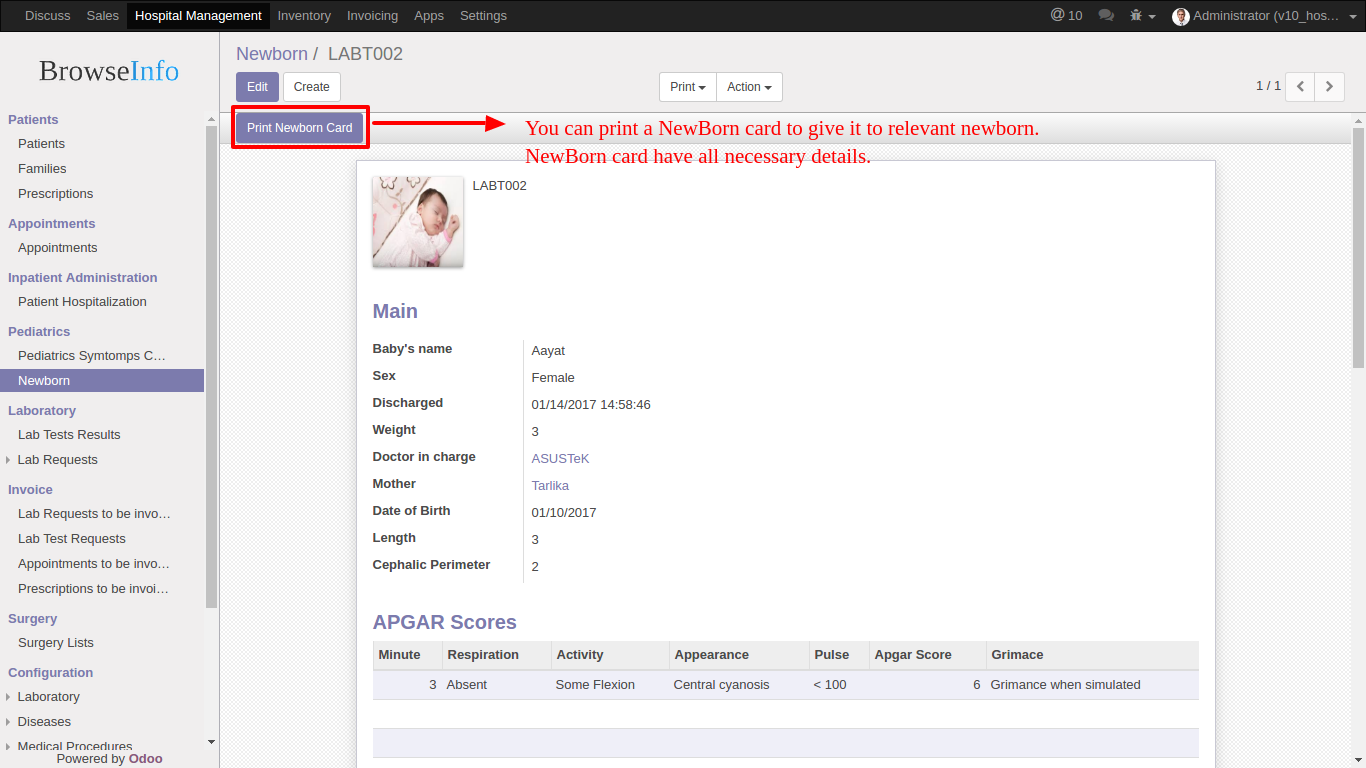 Discuss Sales Hospital Management Inventory Invoicing Apps Settings @ 10 Administrator (v10_hos...
BrowseInfo
Patients
Patients
Families
Prescriptions
Appointments
Appointments
Inpatient Administration
Patient Hospitalization
Pediatrics
Pediatrics Symtomps C...
Newborn
Laboratory
Lab Tests Results
Lab Requests
Invoice
Lab Requests to be invo...
Lab Test Requests
Appointments to be invo...
Prescriptions to be invoi...
Surgery
Surgery Lists
Configuration
Laboratory
Diseases
Medical Procedures
Powered by Odoo
Newborn / LABT002
Edit Create Print Action 1 / 1
Print Newborn Card
You can print a NewBorn card to give it to relevant newborn.
NewBorn card have all necessary details.
LABT002
Main
Baby's name Aayat
Sex Female
Discharged 01/14/2017 14:58:46
Weight 3
Doctor in charge ASUSTeK
Mother Tarlika
Date of Birth 01/10/2017
Length 3
Cephalic Perimeter 2
APGAR Scores
Minute Respiration Activity Appearance Pulse Apgar Score Grimace
3 Absent Some Flexion Central cyanosis < 100 6 Grimance when simulated